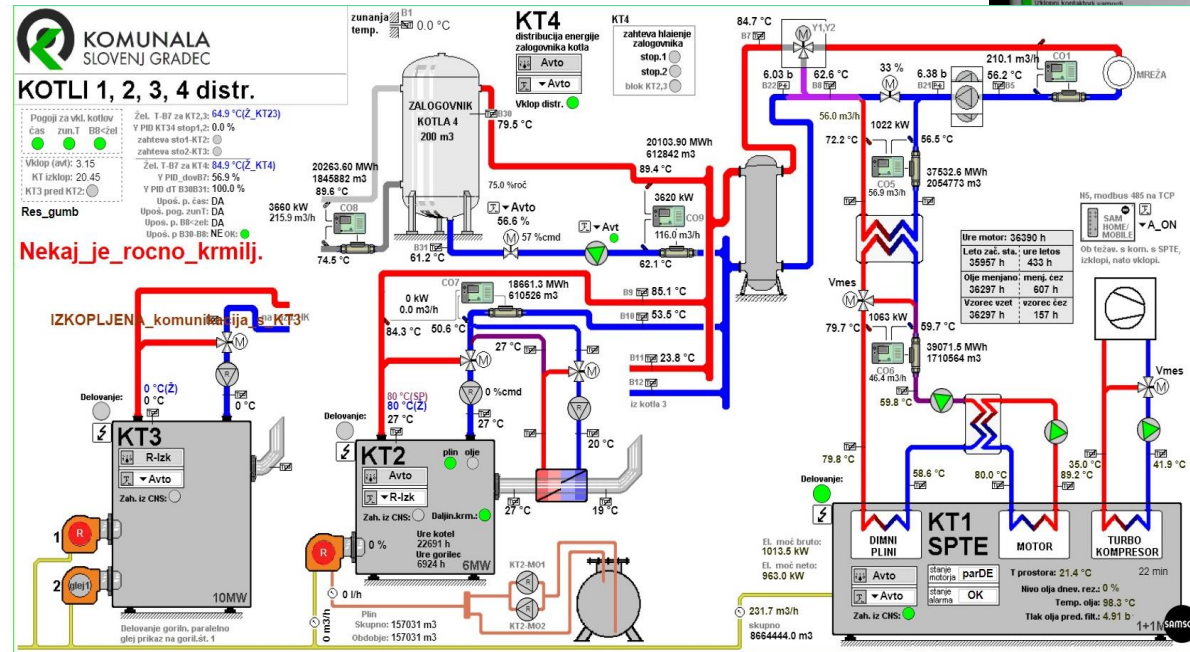 Izklopni kontaktorji varnusti
KOMUNALA
SLOVENJ GRADEC
KOTLI 1, 2, 3, 4 distr.
Pogoji za vkl. kotlov
čas zun.T B8<žel
Vklop (avt): 3.15
KT izklop: 20.45
KT3 pred KT2:
Res_gumb
Nekaj_je_rocno_krmilj.
Žel. T-B7 za KT2,3: 64.9 °C(Ž_KT23)
Y PID KT34 stop1,2: 0.0 %
zahteva sto1-KT2:
zahteva sto2-KT3:
Žel. T-B7 za KT4: 84.9 °C(Ž_KT4)
Y PID_dovB7: 56.9 %
Y PID dT B30B31: 100.0 %
Upoš. p. čas: DA
Upoš. pog. zunT: DA
Upoš. p. B8<žel: DA
Upoš. p B30-B8: NE OK:
zunanja
temp.
B1
0.0 °C
KT4
distribucija energije
zalogovnika kotla
Avto
Avto
Vklop distr.
KT4
zahteva hlaienje
zalogovnika
stop.1
stop.2
blok KT2,3
ZALOGOVNIK
KOTLA 4
200 m3
B30
79.5 °C
20263.60 MWh
1845882 m3
89.6 °C
3660 kW
215.9 m3/h
CO8
74.5 °C
B31
61.2 °C
75.0 %roč
Avto
56.6 %
M 57 %cmd
Avt
20103.90 MWh
612842 m3
89.4 °C
3620 kW
CO9
116.0 m3/h
62.1 °C
84.7 °C
B7
Y1,Y2
M
6.03 b
B22
62.6 °C
B8
33 %
M
6.38 b
B21
56.2 °C
B5
210.1 m3/h
CO1
MREŽA
56.0 m3/h
72.2 °C
1022 kW
56.5 °C
CO5
56.9 m3/h
37532.6 MWh
2054773 m3
Ure motor: 36390 h
Leto zač. sta. ure letos
35957 h 433 h
Olje menjano menj. čez
36297 h 607 h
Vzorec vzet vzorec čez
36297 h 157 h
H5, modbus 485 na TCP
SAM
HOME/
MOBILE
A_ON
Ob težav. s kom. s SPTE,
izklopi, nato vklopi.
Vmes
M
79.7 °C
1063 kW
59.7 °C
CO6
46.4 m3/h
39071.5 MWh
1710564 m3
59.8 °C
79.8 °C
58.6 °C
80.0 °C
89.2 °C
Vmes
M
35.0 °C
41.9 °C
IZKOPLJENA_komunikacija_s_KT3
M
R
0 °C(Ž)
0 °C
0 °C
Delovanje:
KT3
R-Izk
Avto
Zah. iz CNS:
1 R
2 glej1)
10MW
Delovanje goriln. paralelno
glej prikaz na goril.št. 1
CO7
18661.3 MWh
610526 m3
0 kW
0.0 m3/h
84.3 °C
50.6 °C
B9 85.1 °C
B10 53.5 °C
B11 23.8 °C
B12
iz kotla 3
27 °C
M
M
R 0 %cmd
R
80 °C(SP)
80 °C(Ž)
27 °C
27 °C
20 °C
Delovanje:
KT2
plin olje
Avto
R-Izk
Zah. iz CNS: Daljin.krm.:
Ure kotel
22691 h
Ure gorilec
6924 h
6MW
27 °C
19 °C
R 0 %
0 l/h
0 m3/h
Plin
Skupno: 157031 m3
Obdobje: 157031 m3
KT2-MO1
R
R
KT2-MO2
231.7 m3/h
skupno
8664444.0 m3
El. moč bruto:
1013.5 kW
El. moč neto:
963.0 kW
Delovanje:
DIMNI
PLINI
KT1
SPTE
MOTOR
TURBO
KOMPRESOR
Avto
Avto
Zah. iz CNS:
stanje
motorja parDE
stanje
alarma OK
T prostora: 21.4 °C
22 min
Nivo olja dnev. rez.: 0 %
Temp. olja: 98.3 °C
Tlak olja pred. filt.: 4.91 b